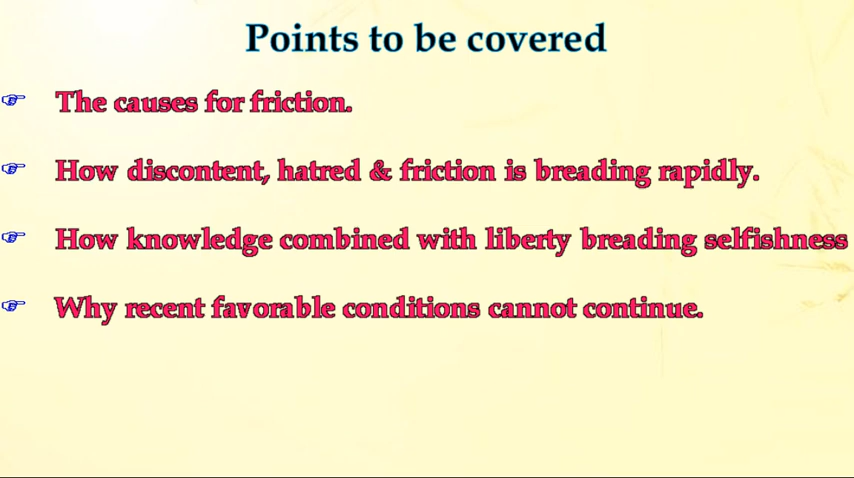 Points to be covered
The causes for friction.
How discontent, hatred & friction is breading rapidly.
How knowledge combined with liberty breading selfishness
Why recent favorable conditions cannot continue.